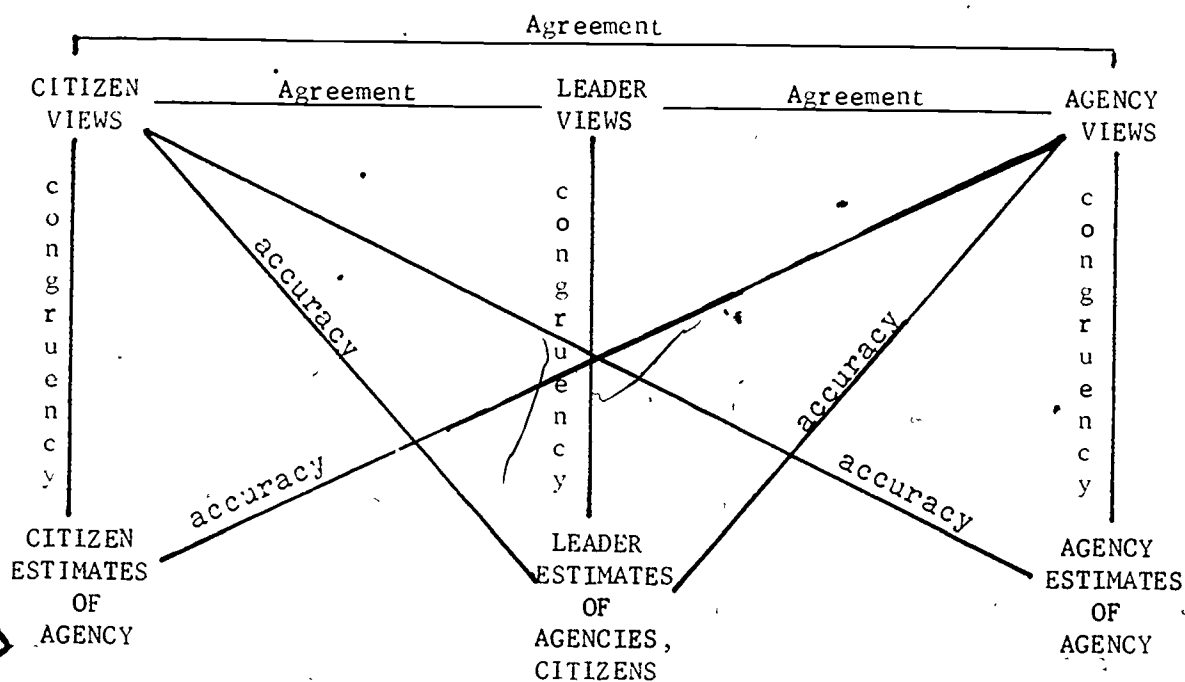 Agreement
CITIZEN
VIEWS
Agreement
LEADER
VIEWS
Agreement
AGENCY
VIEWS
congruency
congruency
congruency
accuracy
accuracy
accuracy
accuracy
CITIZEN
ESTIMATES
OF
AGENCY
LEADER
ESTIMATES
OF
AGENCIES,
CITIZENS
AGENCY
ESTIMATES
OF
AGENCY